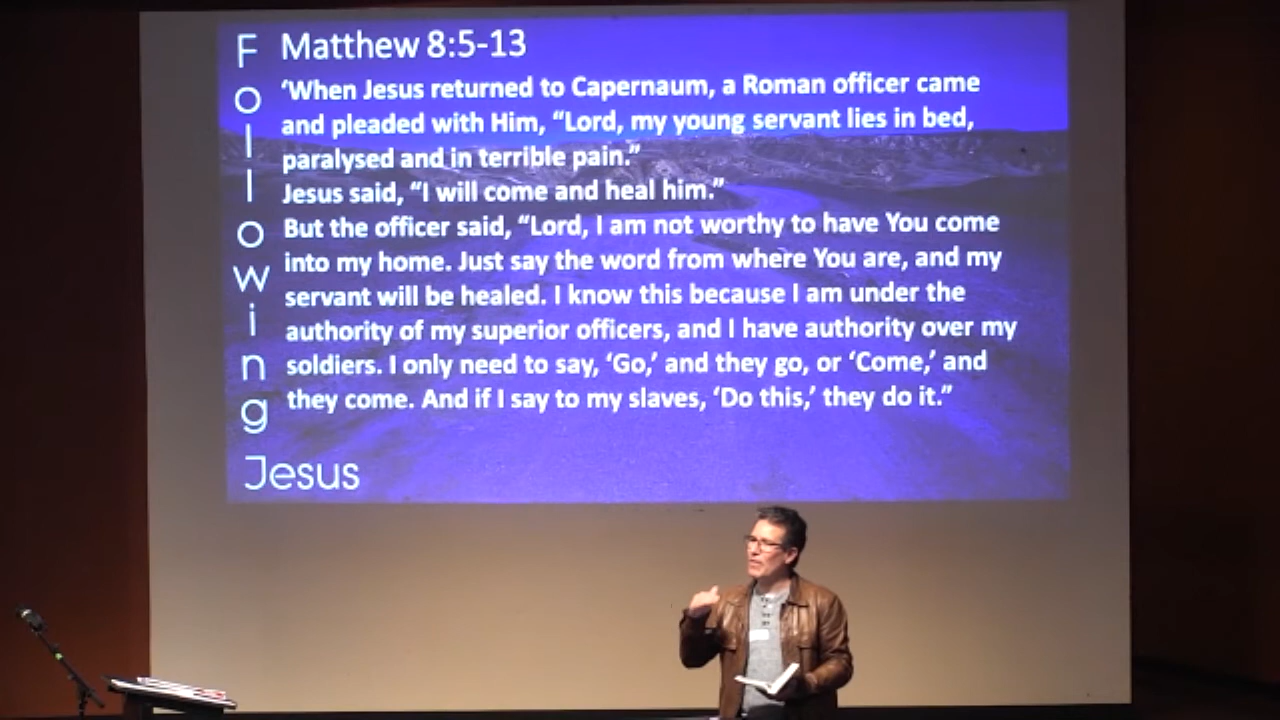 Following
Jesus
Matthew 8:5-13
‘When Jesus returned to Capernaum, a Roman officer came
and pleaded with Him, “Lord, my young servant lies in bed,
paralysed and in terrible pain.”
Jesus said, “I will come and heal him.”
But the officer said, “Lord, I am not worthy to have You come
into my home. Just say the word from where You are, and my
servant will be healed. I know this because I am under the
authority of my superior officers, and I have authority over my
soldiers. I only need to say, ‘Go,’ and they go, or ‘Come,’ and
they come. And if I say to my slaves, ‘Do this,’ they do it.”